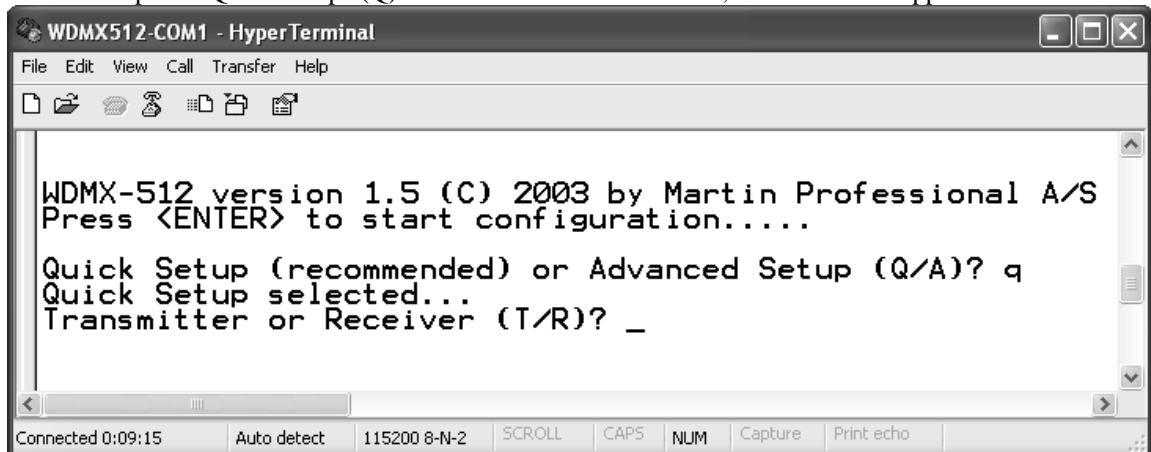 WDMX512-COM1 - HyperTerminal
File Edit View Call Transfer Help
WDMX-512 version 1.5 (C) 2003 by Martin Professional A/S
Press <ENTER> to start configuration.....
Quick Setup (recommended) or Advanced Setup (Q/A)? q
Quick Setup selected...
Transmitter or Receiver (T/R)? _
Connected 0:09:15 Auto detect 115200 8-N-2 SCROLL CAPS NUM Capture Print echo